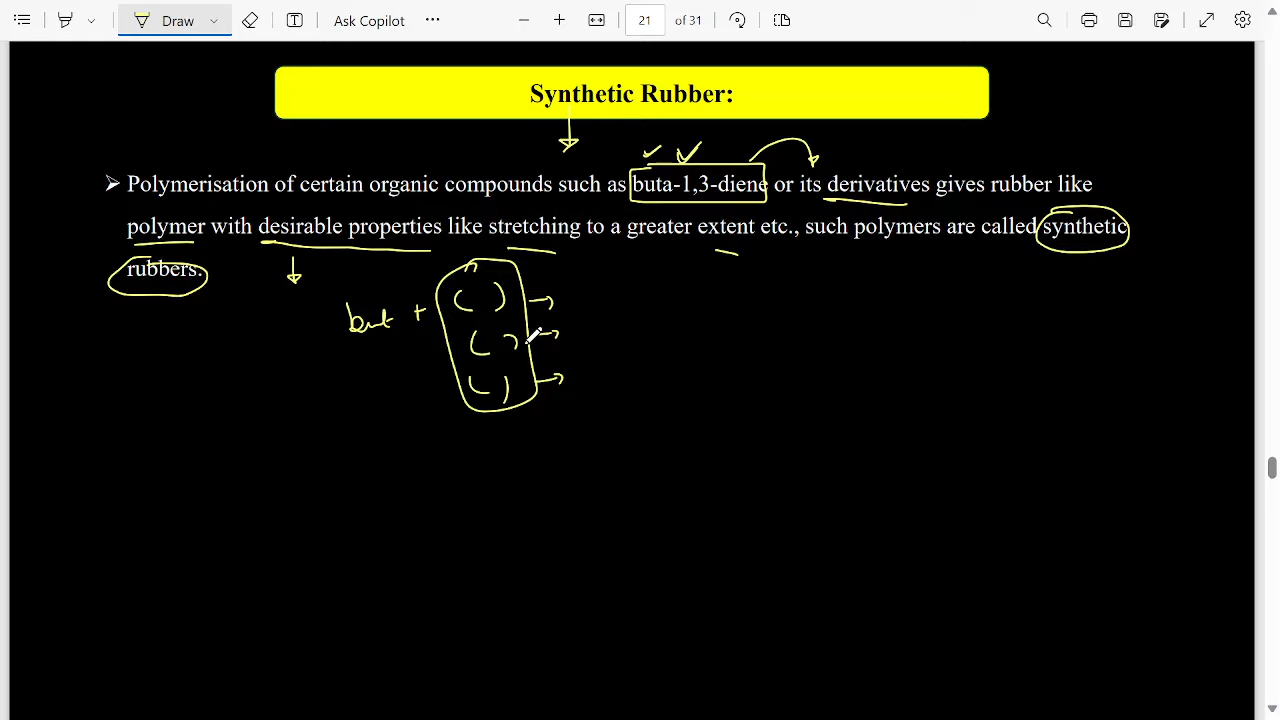 Draw
Ask Copilot
21 of 31
Synthetic Rubber:
➤ Polymerisation of certain organic compounds such as buta-1,3-diene or its derivatives gives rubber like
polymer with desirable properties like stretching to a greater extent etc., such polymers are called synthetic
rubbers.
but + ( )
( )
( )